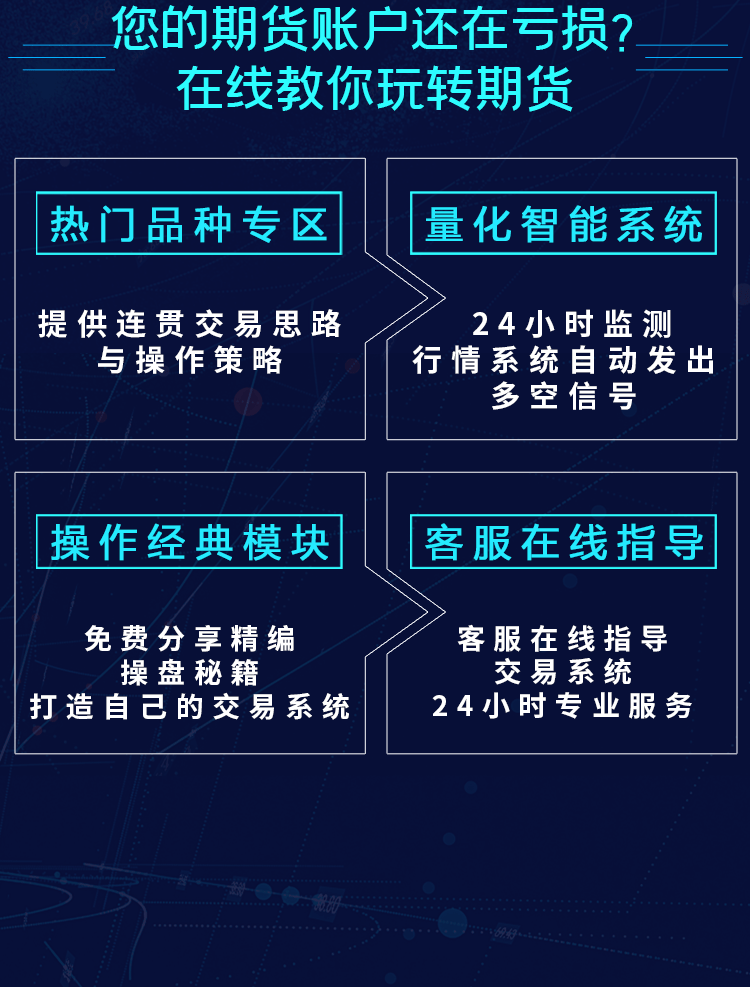 您的期货账户还在亏损？
在线教你玩转期货
热门品种专区
提供连贯交易思路
与操作策略
量化智能系统
24小时监测
行情系统自动发出
多空信号
操作经典模块
免费分享精编
操盘秘籍
打造自己的交易系统
客服在线指导
客服在线指导
交易系统
24小时专业服务